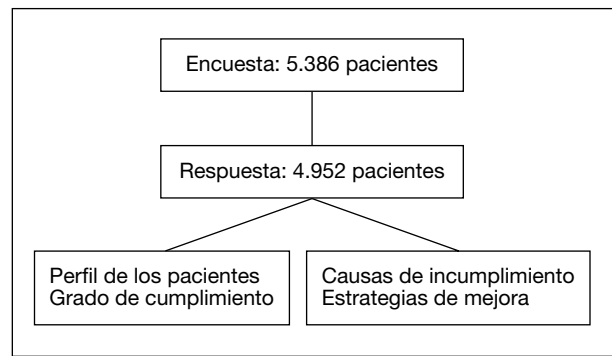 Encuesta: 5.386 pacientes
Respuesta: 4.952 pacientes
Perfil de los pacientes
Grado de cumplimiento
Causas de incumplimiento
Estrategias de mejora